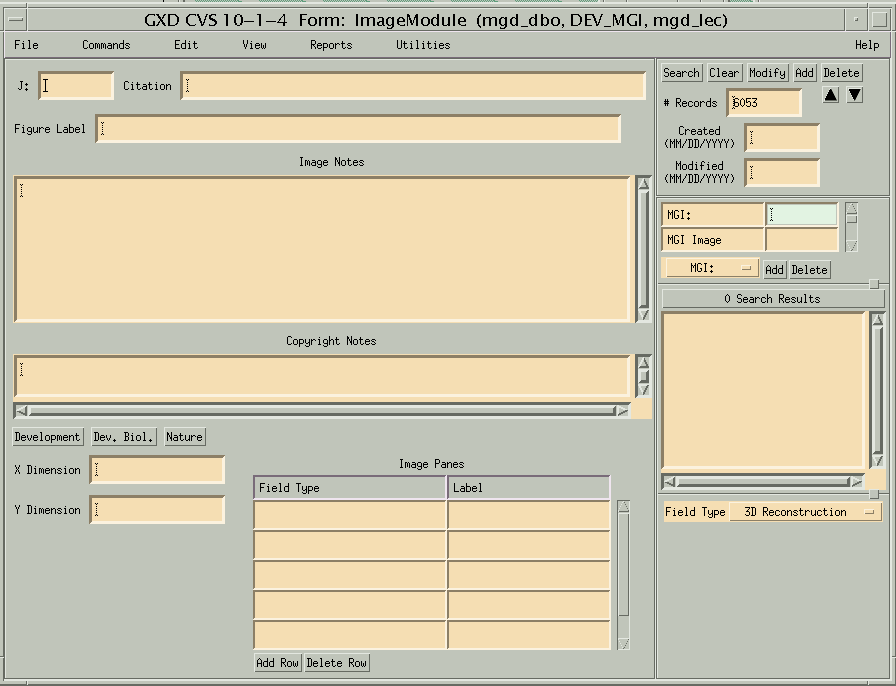 GXD CVS 10-1-4 Form: ImageModule (mgd_dbo, DEV_MGI, mgd_lec)
File Commands Edit View Reports Utilities Help
J: Citation
Figure Label
Image Notes
Copyright Notes
Development Dev. Biol. Nature
X Dimension
Y Dimension
Image Panes
Field Type Label
Add Row Delete Row
Search Clear Modify Add Delete
# Records 6053
Created
(MM/DD/YYYY)
Modified
(MM/DD/YYYY)
MGI:
MGI Image
MGI: Add Delete
0 Search Results
Field Type 3D Reconstruction